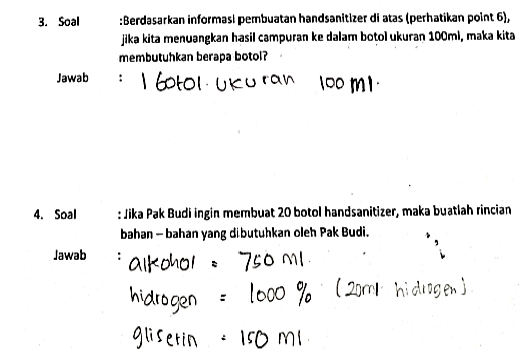 3. Soal :Berdasarkan informasi pembuatan handsanitizer di atas (perhatikan point 6),
jika kita menuangkan hasil campuran ke dalam botol ukuran 100ml, maka kita
membutuhkan berapa botol?
Jawab : 1 botol ukuran 100 ml.
4. Soal : Jika Pak Budi ingin membuat 20 botol handsanitizer, maka buatlah rincian
bahan – bahan yang dibutuhkan oleh Pak Budi.
Jawab : alkohol = 750 ml.
hidrogen = 1000 % (20ml hidrogen)
gliserin = 150 ml